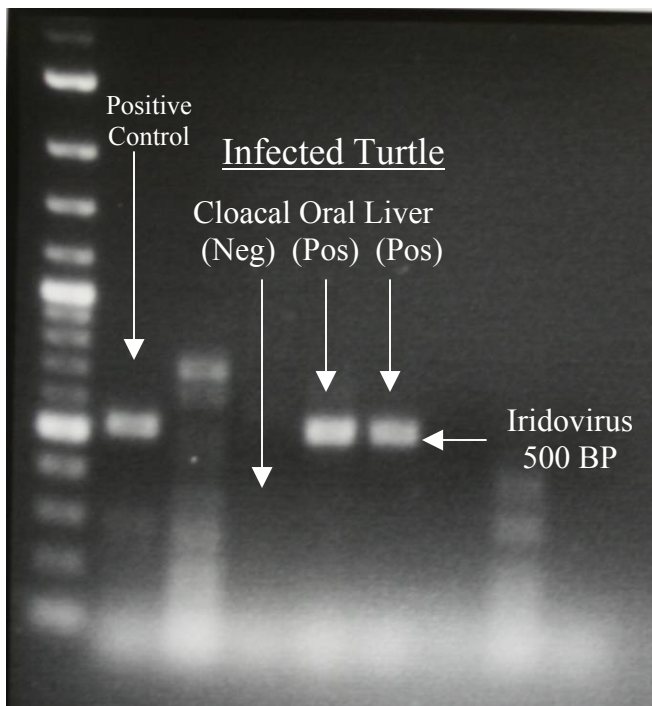 Positive
Control
Infected Turtle
Cloacal Oral Liver
(Neg) (Pos) (Pos)
Iridovirus
500 BP